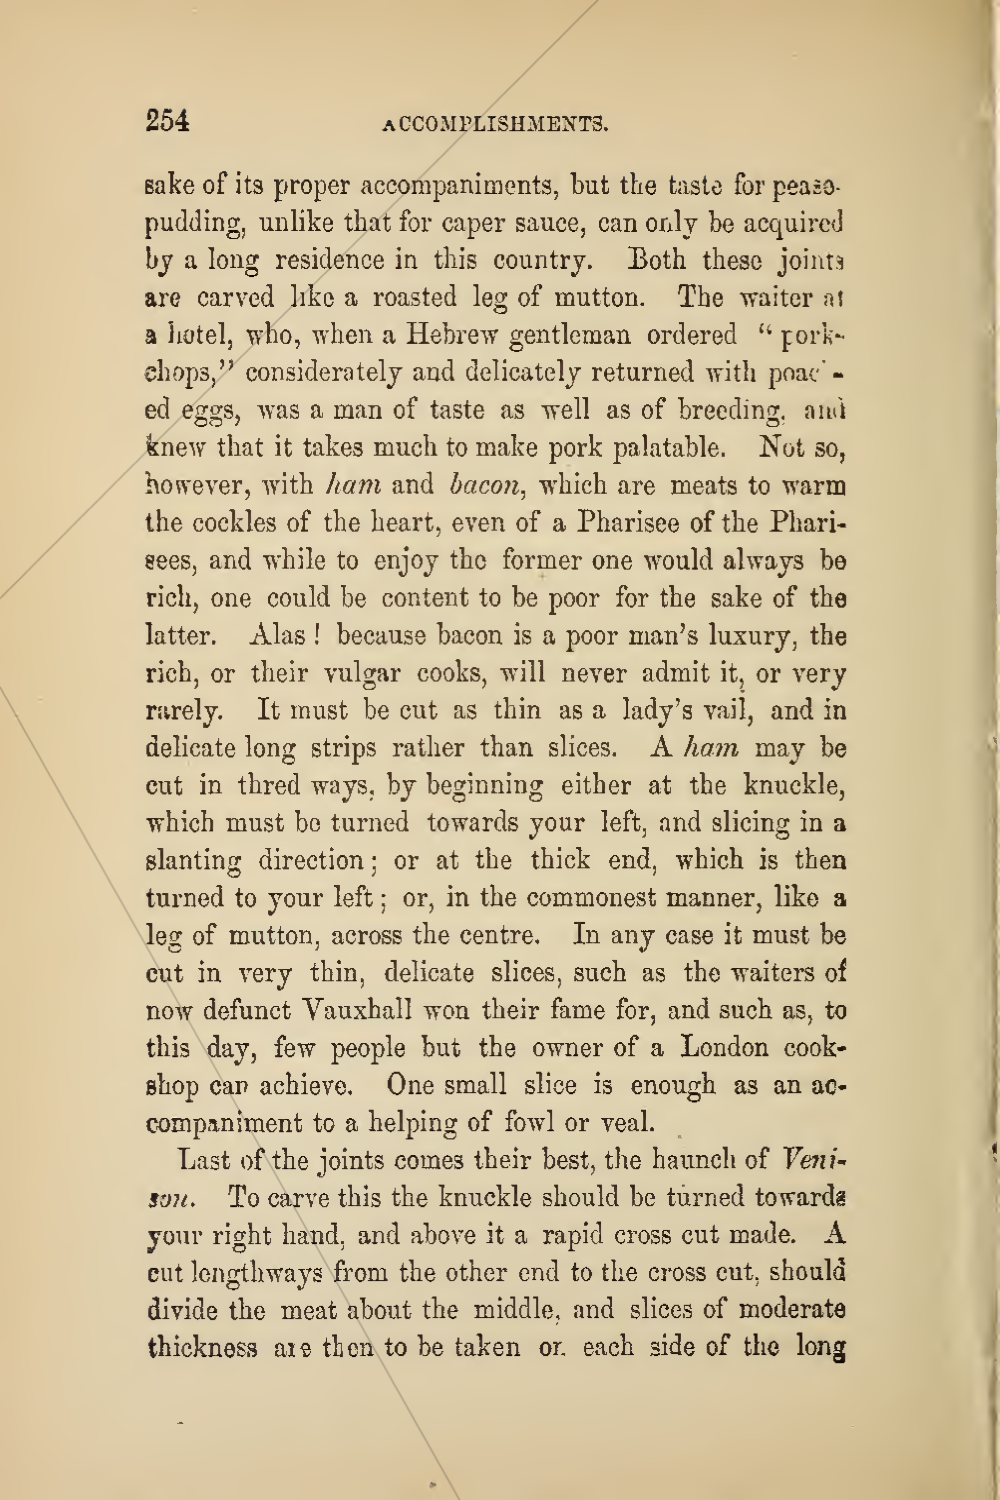 254 ACCOMPLISHMENTS.
sake of its proper accompaniments, but the taste for pease-
pudding, unlike that for caper sauce, can only be acquired
by a long residence in this country. Both these joints
are carved like a roasted leg of mutton. The waiter at
a hotel, who, when a Hebrew gentleman ordered “ pork-
chops,” considerately and delicately returned with poach-
ed eggs, was a man of taste as well as of breeding, and
knew that it takes much to make pork palatable. Not so,
however, with ham and bacon, which are meats to warm
the cockles of the heart, even of a Pharisee of the Phari-
sees, and while to enjoy the former one would always be
rich, one could be content to be poor for the sake of the
latter. Alas ! because bacon is a poor man’s luxury, the
rich, or their vulgar cooks, will never admit it, or very
rarely. It must be cut as thin as a lady’s vail, and in
delicate long strips rather than slices. A ham may be
cut in thred ways, by beginning either at the knuckle,
which must be turned towards your left, and slicing in a
slanting direction ; or at the thick end, which is then
turned to your left ; or, in the commonest manner, like a
leg of mutton, across the centre. In any case it must be
cut in very thin, delicate slices, such as the waiters of
now defunct Vauxhall won their fame for, and such as, to
this day, few people but the owner of a London cook-
shop can achieve. One small slice is enough as an ac-
companiment to a helping of fowl or veal.
Last of the joints comes their best, the haunch of Veni-
son. To carve this the knuckle should be turned towards
your right hand, and above it a rapid cross cut made. A
cut lengthways from the other end to the cross cut, should
divide the meat about the middle, and slices of moderate
thickness are then to be taken on each side of the long